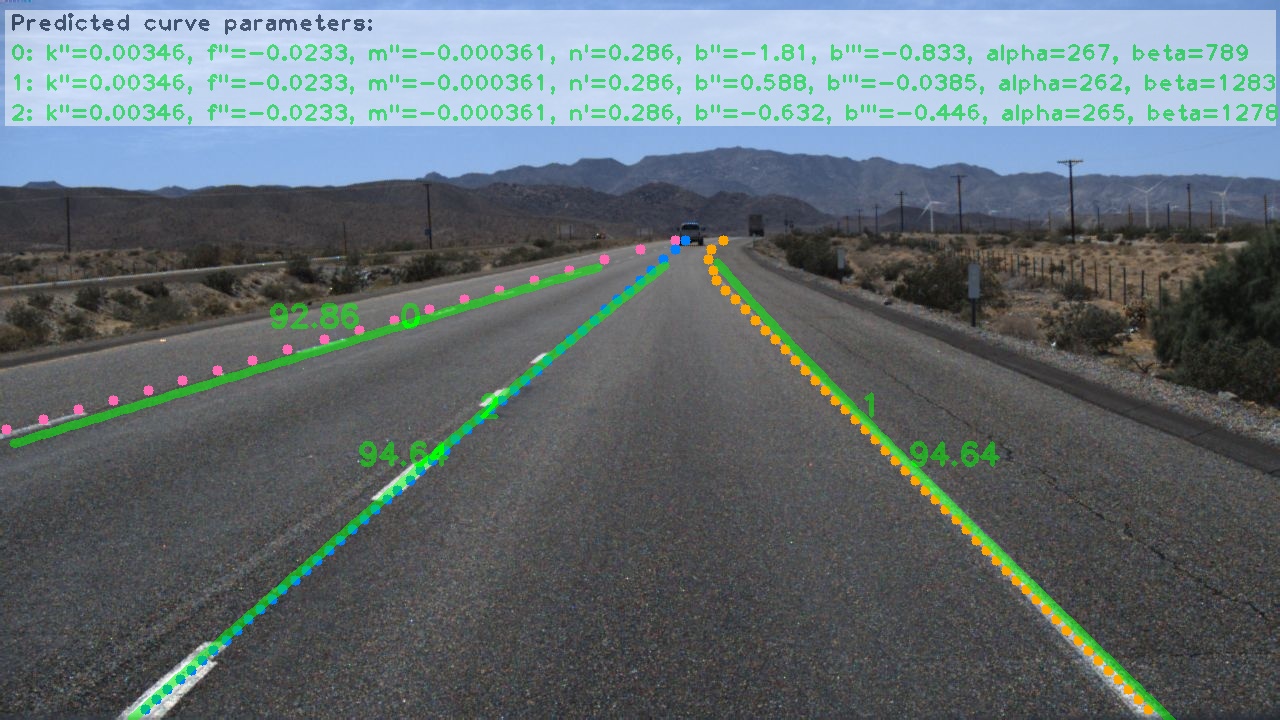 Predicted curve parameters:
0: k''=0.00346, f''=-0.0233, m''=-0.000361, n'=0.286, b''=-1.81, b'''=-0.833, alpha=267, beta=789
1: k''=0.00346, f''=-0.0233, m''=-0.000361, n'=0.286, b''=0.588, b'''=-0.0385, alpha=262, beta=1283
2: k''=0.00346, f''=-0.0233, m''=-0.000361, n'=0.286, b''=-0.632, b'''=-0.446, alpha=265, beta=1278
92.86 0
2 1
94.64 94.64